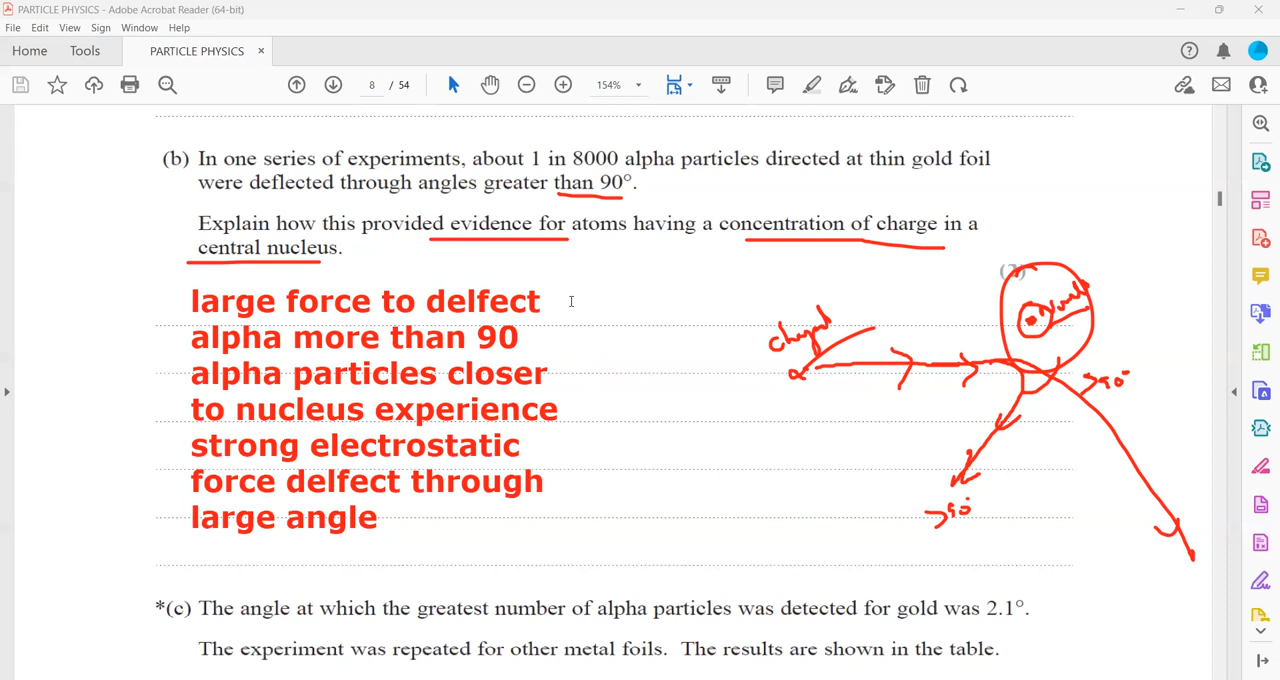 PARTICLE PHYSICS - Adobe Acrobat Reader (64-bit)
File Edit View Sign Window Help
Home Tools PARTICLE PHYSICS ×
8 / 54 154%
(b) In one series of experiments, about 1 in 8000 alpha particles directed at thin gold foil
were deflected through angles greater than 90°.
Explain how this provided evidence for atoms having a concentration of charge in a
central nucleus.
large force to delfect
alpha more than 90
alpha particles closer
to nucleus experience
strong electrostatic
force delfect through
large angle
charged
α
>90°
>90°
*(c) The angle at which the greatest number of alpha particles was detected for gold was 2.1°.
The experiment was repeated for other metal foils. The results are shown in the table.